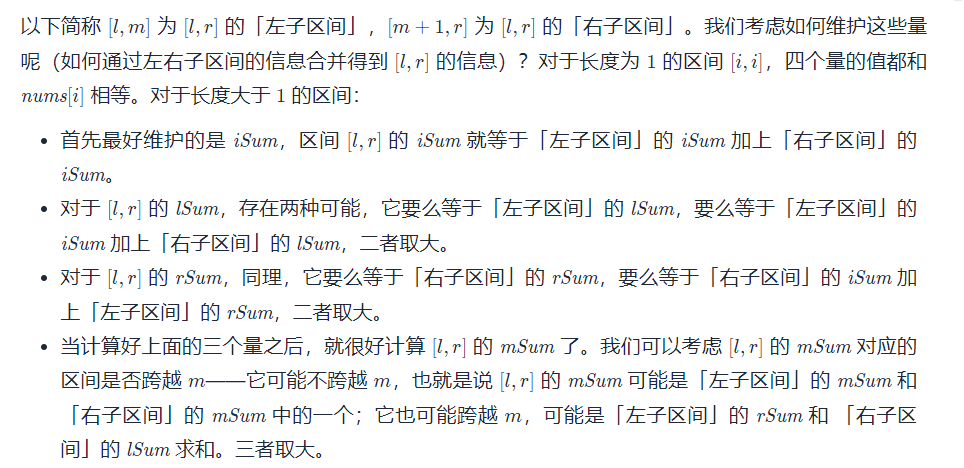 以下简称 [l, m] 为 [l, r] 的「左子区间」，[m + 1, r] 为 [l, r] 的「右子区间」。我们考虑如何维护这些量
呢（如何通过左右子区间的信息合并得到 [l, r] 的信息）？对于长度为 1 的区间 [i, i]，四个量的值都和
nums[i] 相等。对于长度大于 1 的区间：
• 首先最好维护的是 iSum，区间 [l, r] 的 iSum 就等于「左子区间」的 iSum 加上「右子区间」的
iSum。
• 对于 [l, r] 的 lSum，存在两种可能，它要么等于「左子区间」的 lSum，要么等于「左子区间」的
iSum 加上「右子区间」的 lSum，二者取大。
• 对于 [l, r] 的 rSum，同理，它要么等于「右子区间」的 rSum，要么等于「右子区间」的 iSum 加
上「左子区间」的 rSum，二者取大。
• 当计算好上面的三个量之后，就很好计算 [l, r] 的 mSum 了。我们可以考虑 [l, r] 的 mSum 对应的
区间是否跨越 m——它可能不跨越 m，也就是说 [l, r] 的 mSum 可能是「左子区间」的 mSum 和
「右子区间」的 mSum 中的一个；它也可能跨越 m，可能是「左子区间」的 rSum 和 「右子区
间」的 lSum 求和。三者取大。